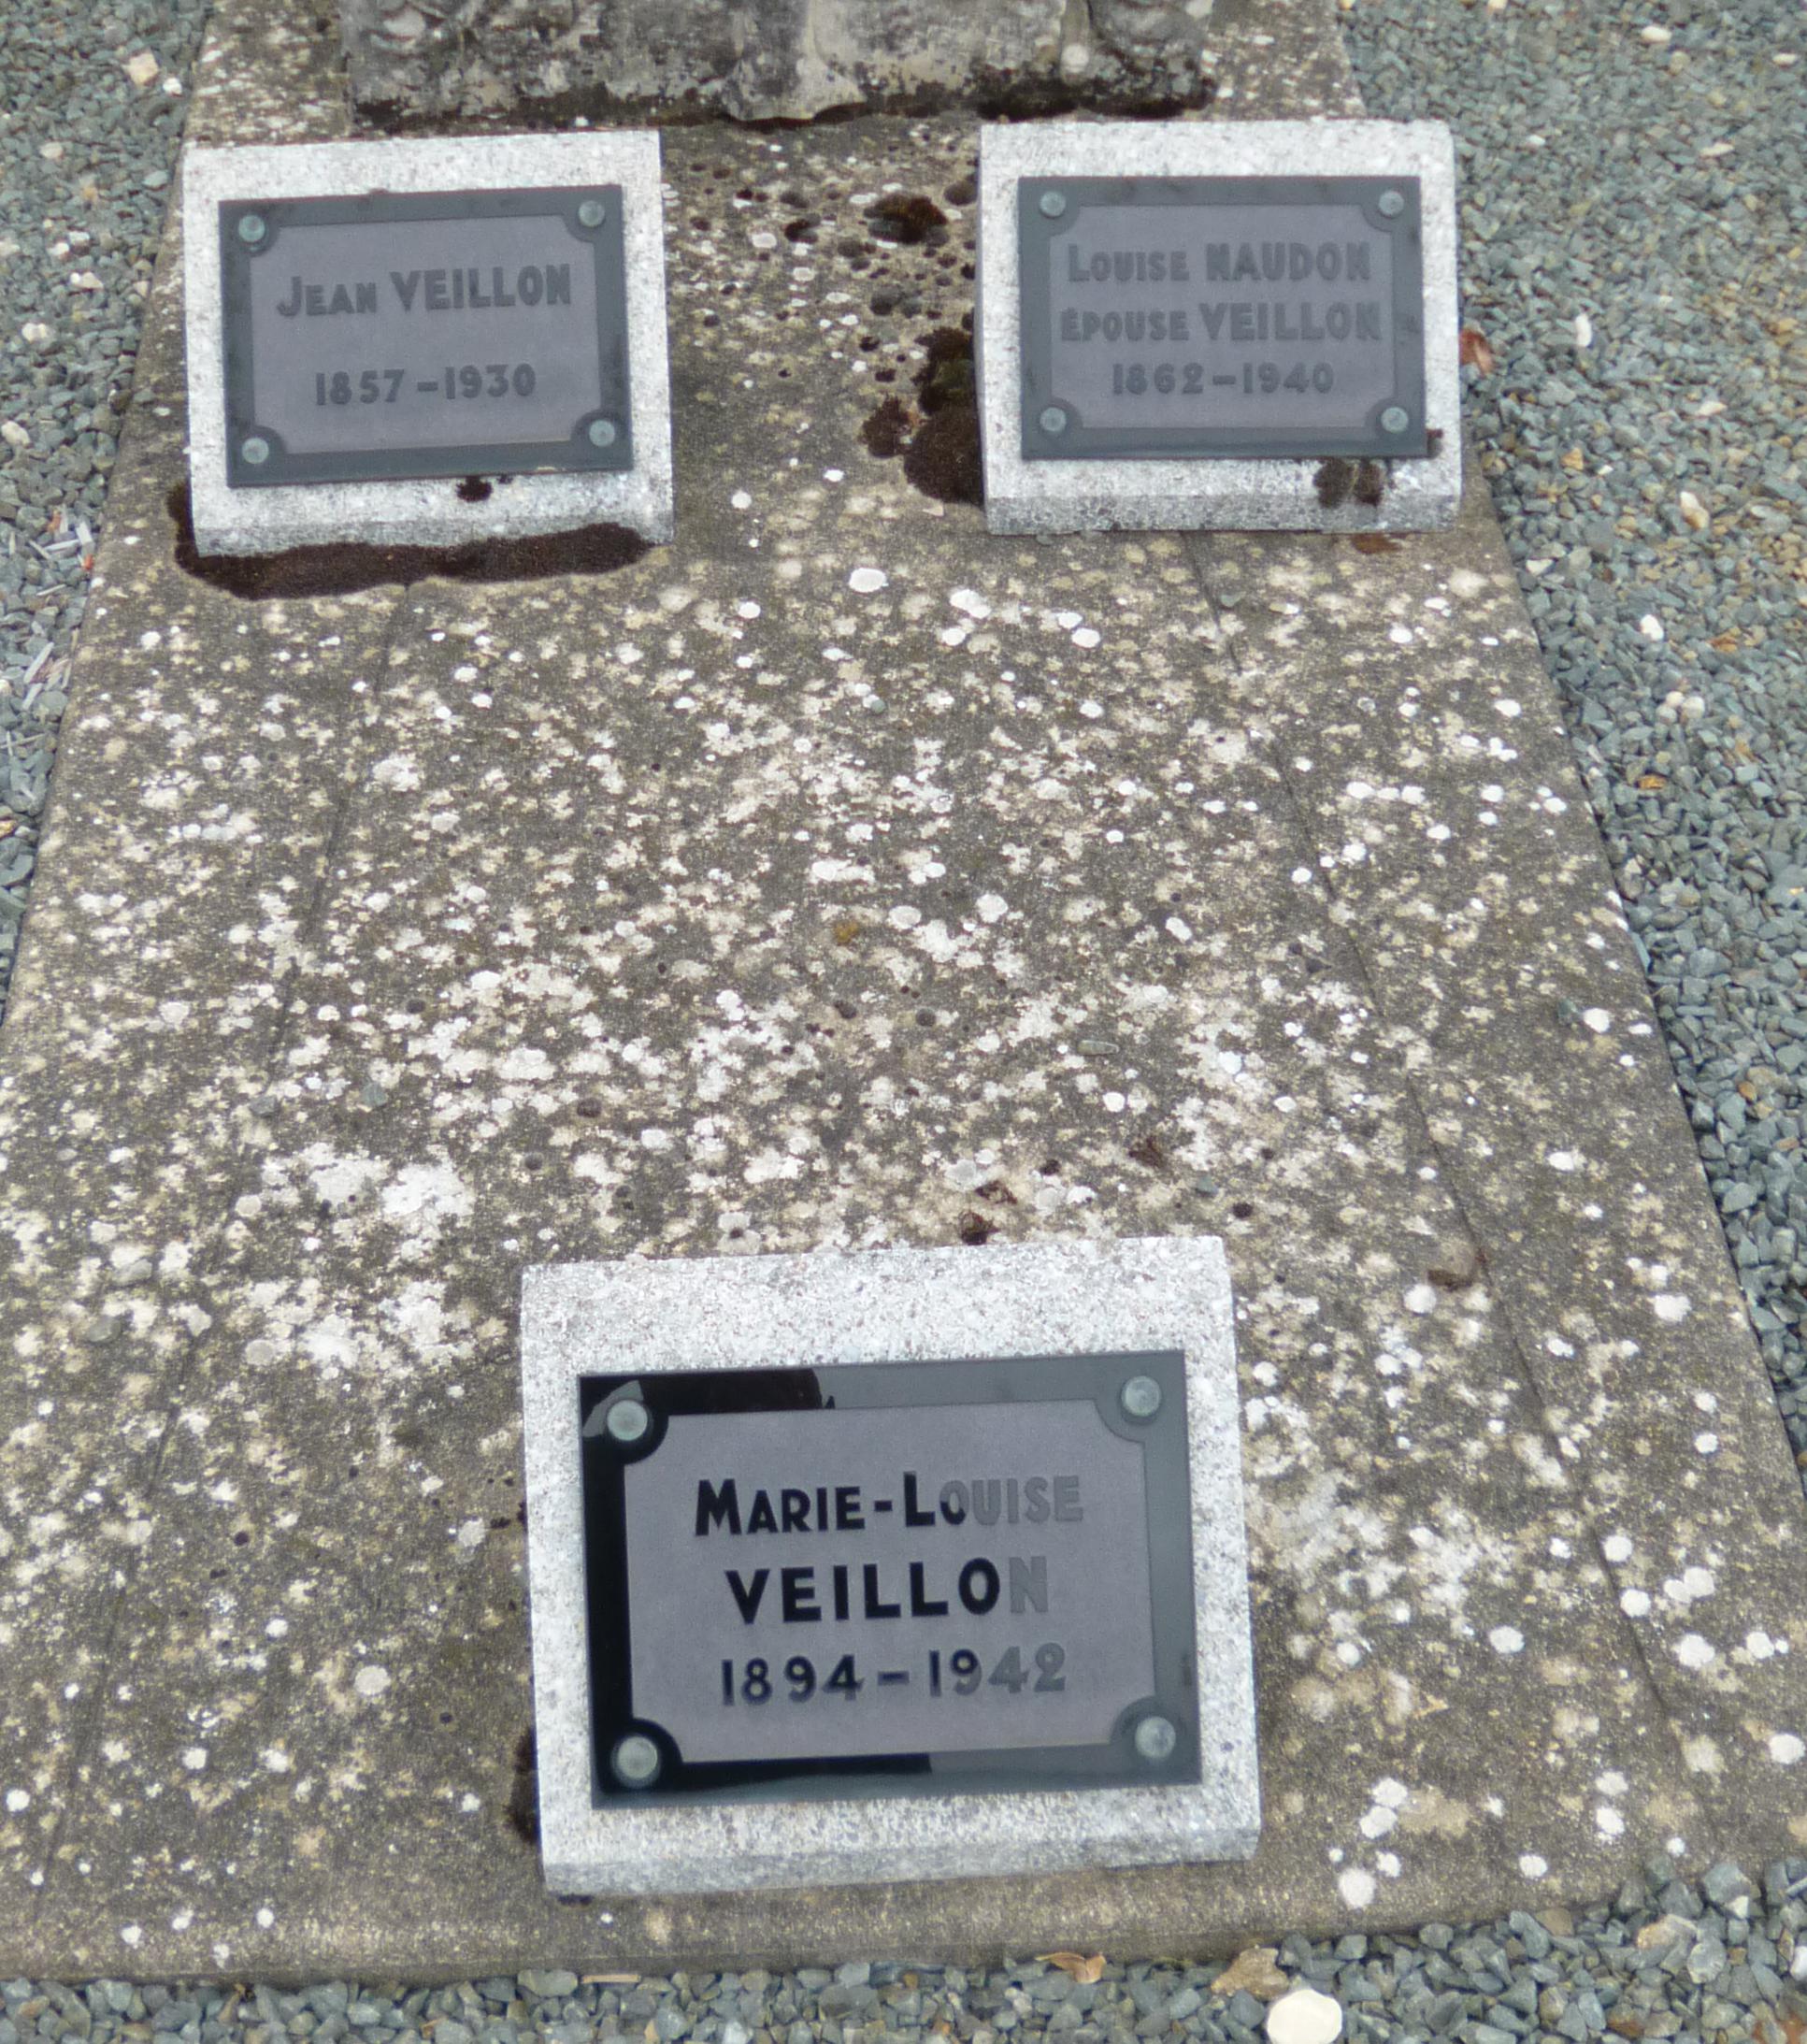 JEAN VEILLON
1857-1930
LOUISE NAUDON
ÉPOUSE VEILLON
1862-1940
MARIE-LOUISE
VEILLON
1894-1942